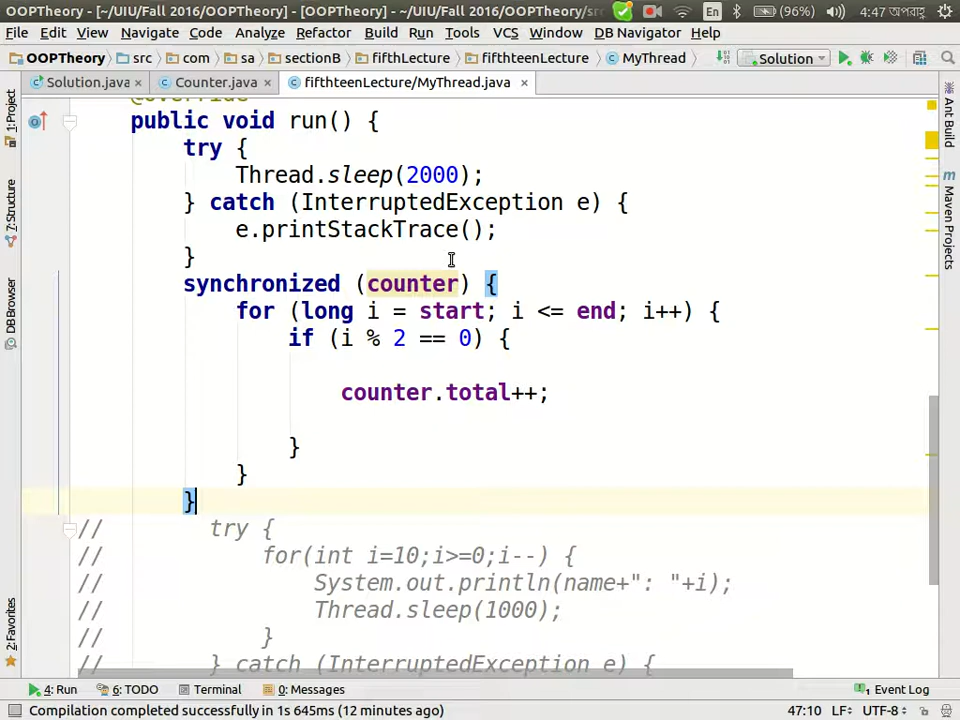 OOPTheory - [~/UIU/Fall 2016/OOPTheory] - [OOPTheory] - ~/UIU/Fall 2016/OOPTheory/src En (96%) 4:47 অপরাহ্ণ
File Edit View Navigate Code Analyze Refactor Build Run Tools VCS Window DB Navigator Help
OOPTheory src com sa sectionB fifthLecture fifthteenLecture MyThread Solution
Solution.java Counter.java fifthteenLecture/MyThread.java
@Override
public void run() {
try {
Thread.sleep(2000);
} catch (InterruptedException e) {
e.printStackTrace();
}
synchronized (counter) {
for (long i = start; i <= end; i++) {
if (i % 2 == 0) {
counter.total++;
}
}
}
// try {
// for(int i=10;i>=0;i--) {
// System.out.println(name+": "+i);
// Thread.sleep(1000);
// }
// } catch (InterruptedException e) {
1: Project
7: Structure
DB Browser
2: Favorites
Ant Build
Maven Projects
4: Run 6: TODO Terminal 0: Messages Event Log
Compilation completed successfully in 1s 645ms (12 minutes ago) 47:10 LF UTF-8